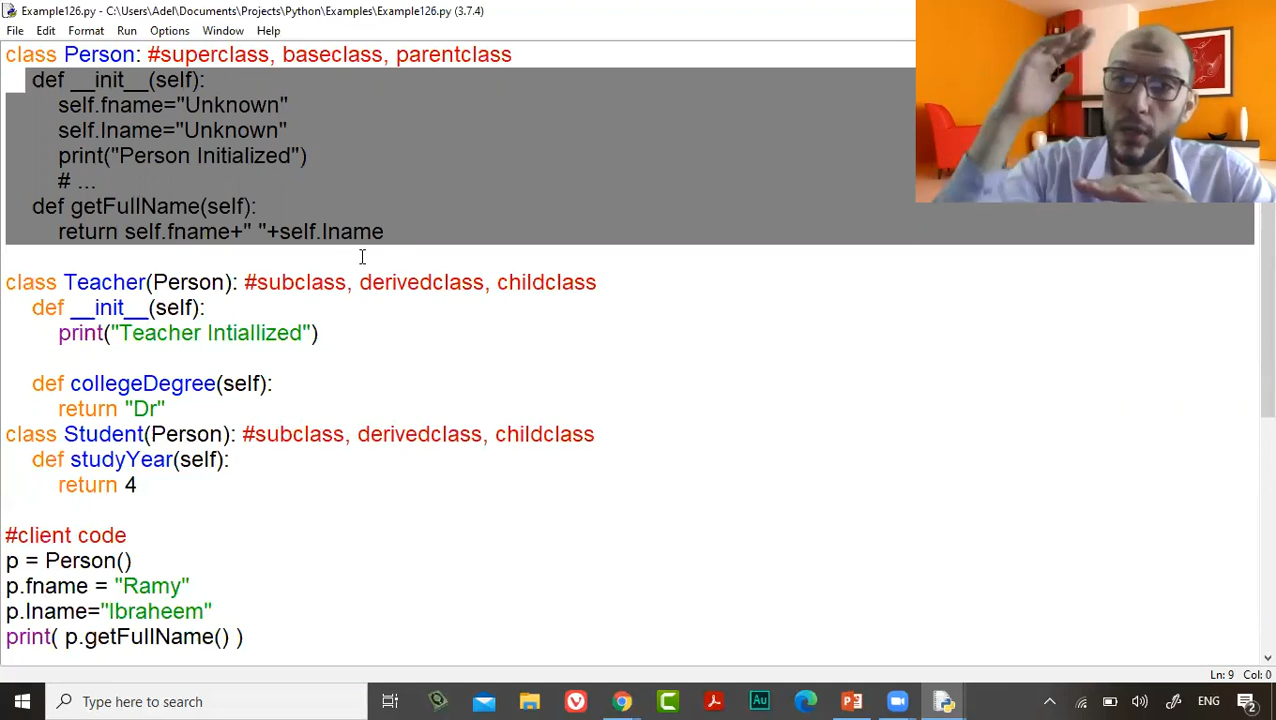 Example126.py - C:\Users\Adel\Documents\Projects\Python\Examples\Example126.py (3.7.4)
File Edit Format Run Options Window Help
class Person: #superclass, baseclass, parentclass
def __init__(self):
self.fname="Unknown"
self.lname="Unknown"
print("Person Initialized")
# ...
def getFullName(self):
return self.fname+" "+self.lname
class Teacher(Person): #subclass, derivedclass, childclass
def __init__(self):
print("Teacher Intiallized")
def collegeDegree(self):
return "Dr"
class Student(Person): #subclass, derivedclass, childclass
def studyYear(self):
return 4
#client code
p = Person()
p.fname = "Ramy"
p.lname="Ibraheem"
print( p.getFullName() )
Ln: 9 Col: 0
Type here to search
Au
ENG
2